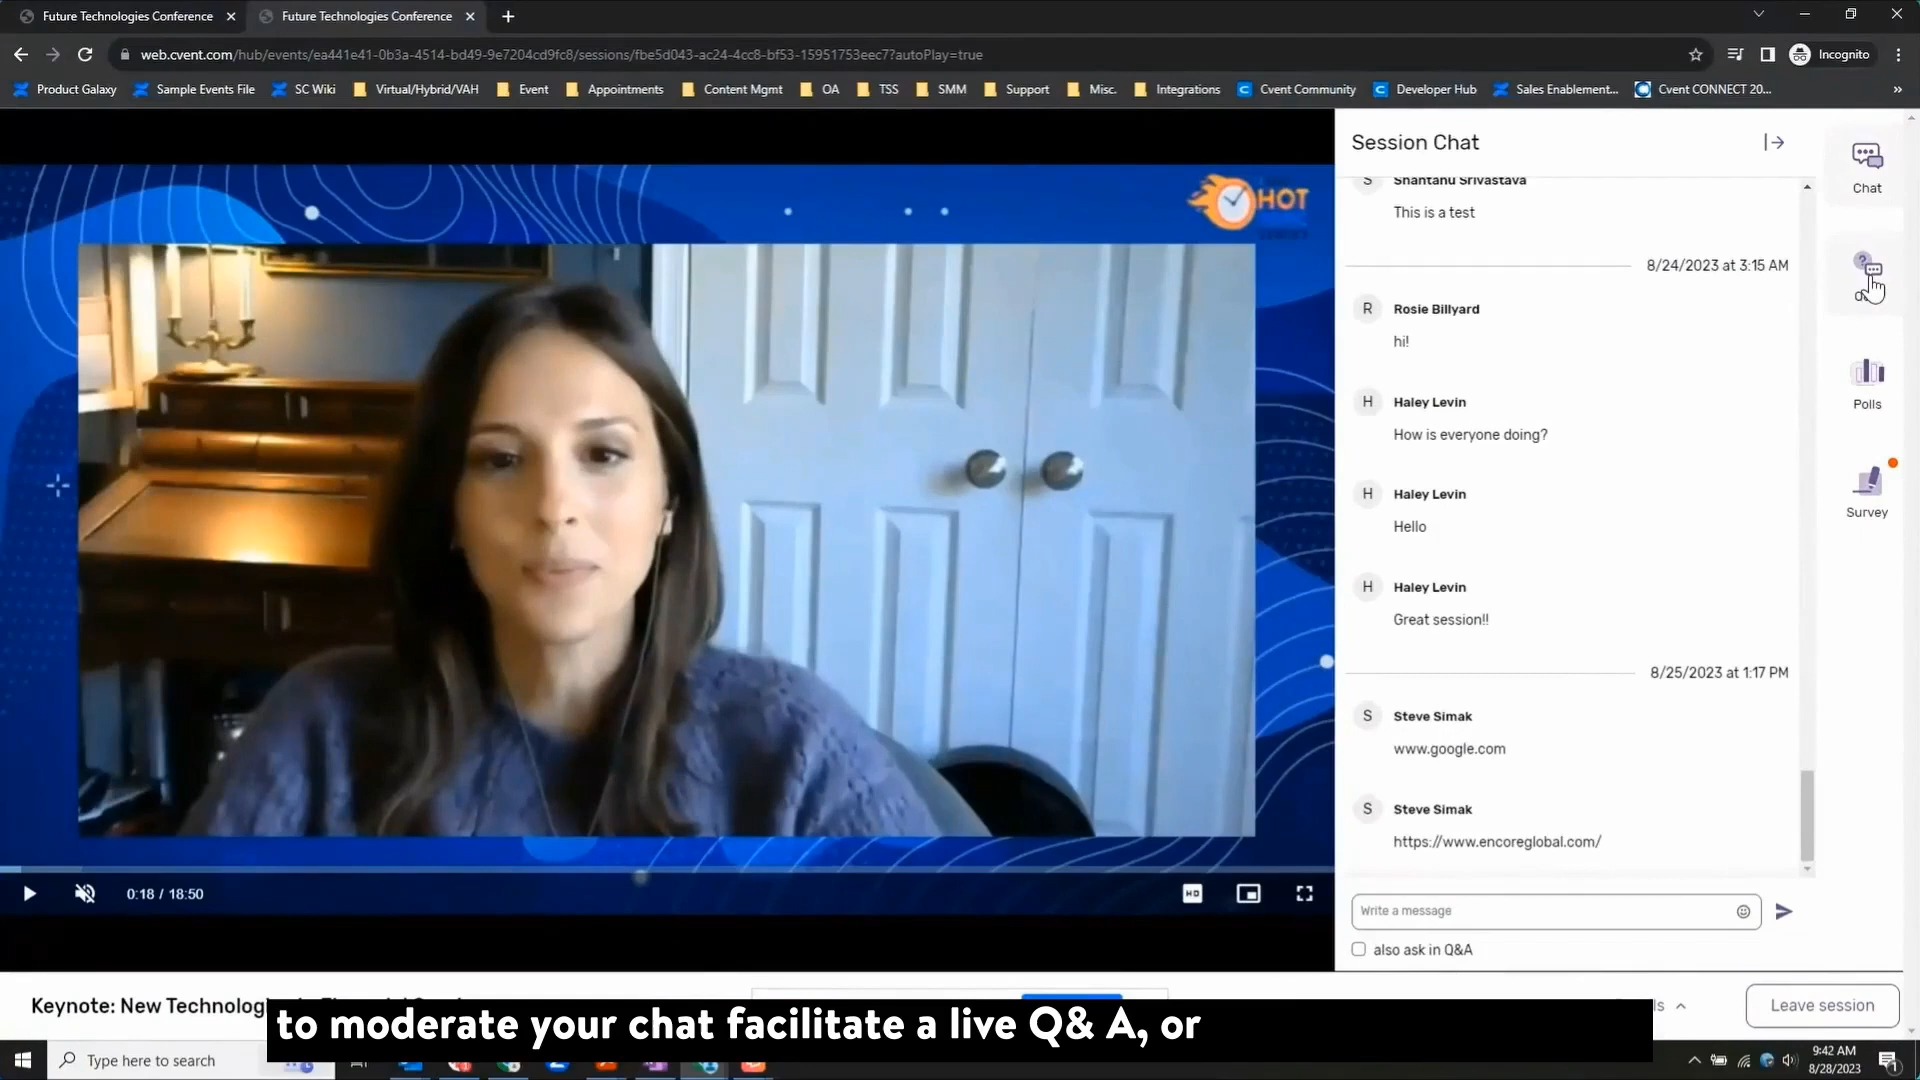 Future Technologies Conference
Future Technologies Conference
web.cvent.com/hub/events/ea441e41-0b3a-4514-bd49-9e7204cd9fc8/sessions/fbe5d043-ac24-4cc8-bf53-15951753eec7?autoPlay=true
Incognito
Product Galaxy
Sample Events File
SC Wiki
Virtual/Hybrid/VAH
Event
Appointments
Content Mgmt
OA
TSS
SMM
Support
Misc.
Integrations
Cvent Community
Developer Hub
Sales Enablement...
Cvent CONNECT 20...
»
HOT
Session Chat
Chat
S
Shantanu Srivastava
This is a test
8/24/2023 at 3:15 AM
R
Rosie Billyard
hi!
H
Haley Levin
How is everyone doing?
H
Haley Levin
Hello
H
Haley Levin
Great session!!
8/25/2023 at 1:17 PM
S
Steve Simak
www.google.com
S
Steve Simak
https://www.encoreglobal.com/
Polls
Survey
0:18 / 18:50
HD
Write a message
also ask in Q&A
Keynote: New Technologie
Leave session
to moderate your chat facilitate a live Q& A, or
Type here to search
9:42 AM
8/28/2023
1